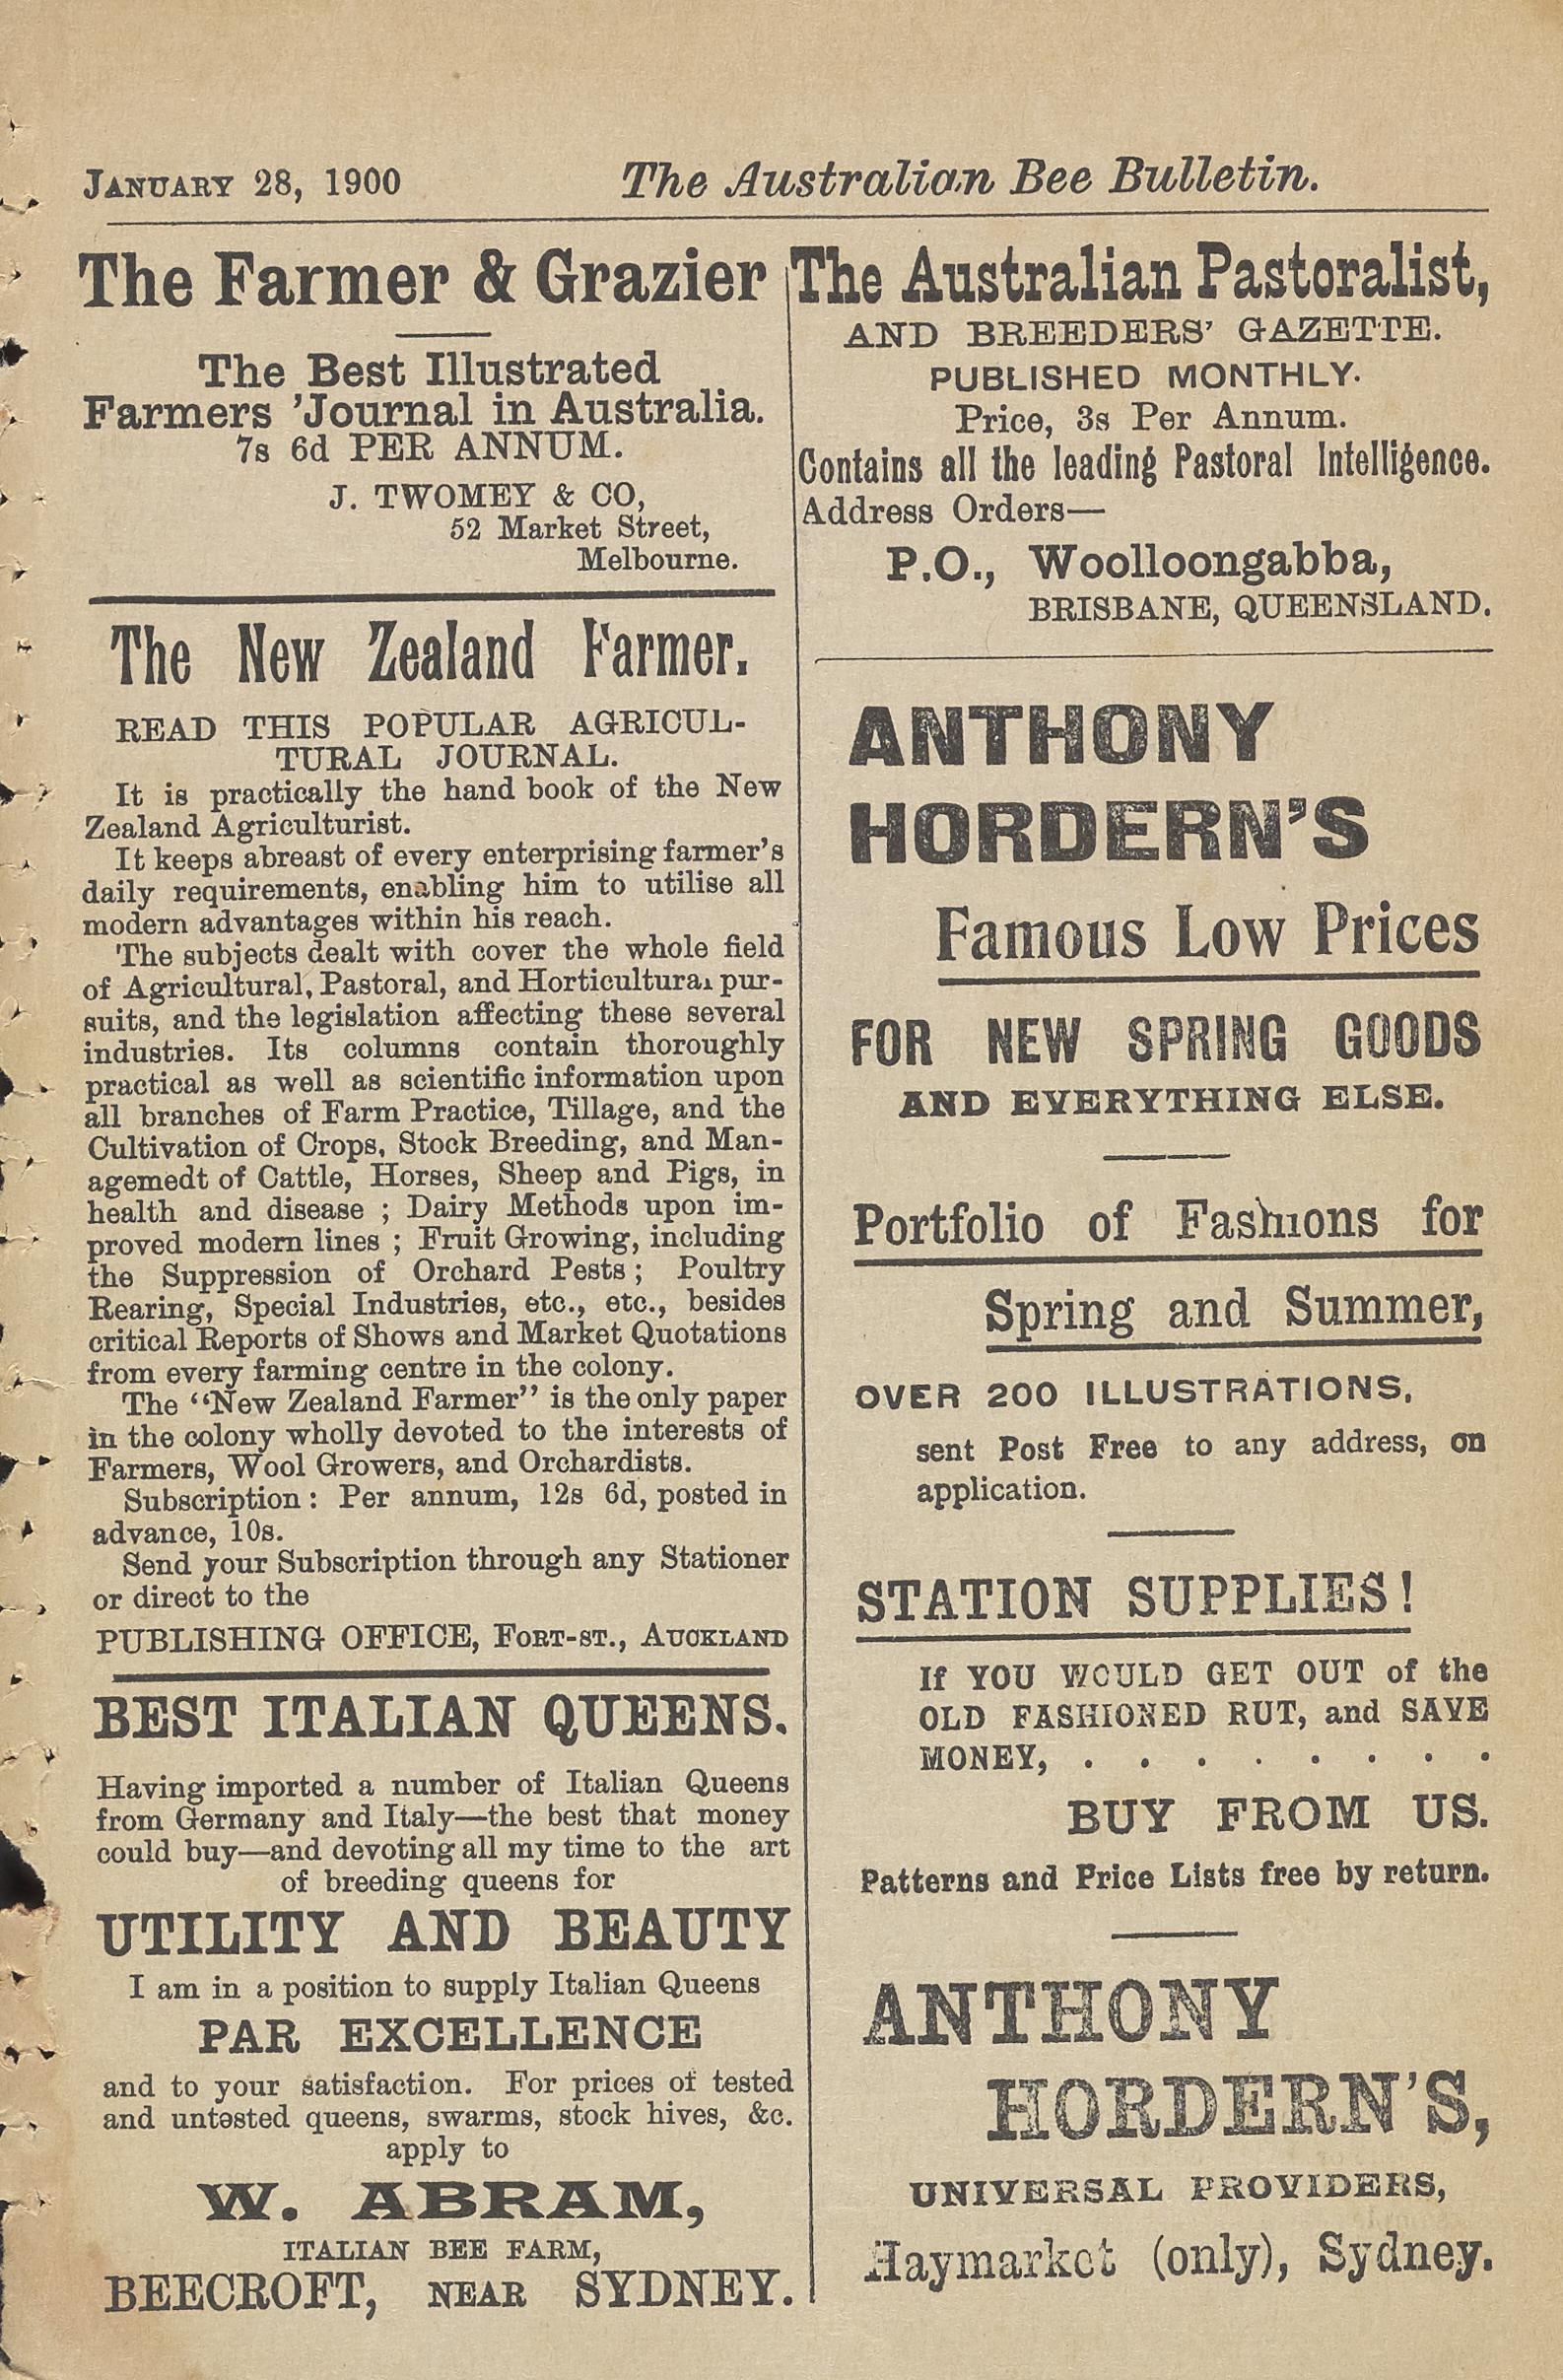 JANUARY 28, 1900
The Australian Bee Bulletin.
The Farmer & Grazier
The Best Illustrated
Farmers 'Journal in Australia.
7s 6d PER ANNUM.
J. TWOMEY & CO,
52 Market Street,
Melbourne.
The New Zealand Farmer.
READ THIS POPULAR AGRICUL-
TURAL JOURNAL.
It is practically the hand book of the New
Zealand Agriculturist.
It keeps abreast of every enterprising farmer's
daily requirements, enabling him to utilise all
modern advantages within his reach.
'The subjects dealt with cover the whole field
of Agricultural, Pastoral, and Horticultural pur-
suits, and the legislation affecting these several
industries. Its columns contain thoroughly
practical as well as scientific information upon
all branches of Farm Practice, Tillage, and the
Cultivation of Crops, Stock Breeding, and Man-
agemedt of Cattle, Horses, Sheep and Pigs, in
health and disease ; Dairy Methods upon im-
proved modern lines ; Fruit Growing, including
the Suppression of Orchard Pests ; Poultry
Rearing, Special Industries, etc., etc., besides
critical Reports of Shows and Market Quotations
from every farming centre in the colony.
The "New Zealand Farmer" is the only paper
in the colony wholly devoted to the interests of
Farmers, Wool Growers, and Orchardists.
Subscription : Per annum, 12s 6d, posted in
advance, 10s.
Send your Subscription through any Stationer
or direct to the
PUBLISHING OFFICE, FORT-ST., AUCKLAND
BEST ITALIAN QUEENS.
Having imported a number of Italian Queens
from Germany and Italy—the best that money
could buy—and devoting all my time to the art
of breeding queens for
UTILITY AND BEAUTY
I am in a position to supply Italian Queens
PAR EXCELLENCE
and to your satisfaction. For prices of tested
and untested queens, swarms, stock hives, &c.
apply to
W. ABRAM,
ITALIAN BEE FARM,
BEECROFT, NEAR SYDNEY.
The Australian Pastoralist,
AND BREEDERS' GAZETTE.
PUBLISHED MONTHLY.
Price, 3s Per Annum.
Contains all the leading Pastoral Intelligence.
Address Orders—
P.O., Woolloongabba,
BRISBANE, QUEENSLAND.
ANTHONY
HORDERN'S
Famous Low Prices
FOR NEW SPRING GOODS
AND EVERYTHING ELSE.
Portfolio of Fashions for
Spring and Summer,
OVER 200 ILLUSTRATIONS,
sent Post Free to any address, on
application.
STATION SUPPLIES!
If YOU WOULD GET OUT of the
OLD FASHIONED RUT, and SAVE
MONEY, . . . . . . . .
BUY FROM US.
Patterns and Price Lists free by return.
ANTHONY
HORDERN'S,
UNIVERSAL PROVIDERS,
Haymarket (only), Sydney.